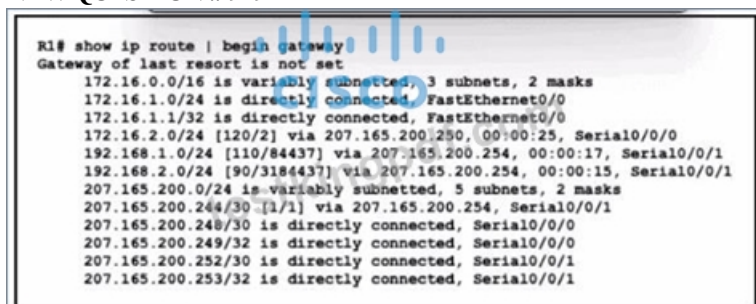 R1# show ip route | begin gateway
Gateway of last resort is not set
172.16.0.0/16 is variably subnetted, 3 subnets, 2 masks
172.16.1.0/24 is directly connected, FastEthernet0/0
172.16.1.1/32 is directly connected, FastEthernet0/0
172.16.2.0/24 [120/2] via 207.165.200.250, Serial0/0/0
192.168.1.0/24 [110/84437] via 207.165.200.254, 00:00:17, Serial0/0/1
192.168.2.0/24 [90/3184437] via 207.165.200.254, 00:00:15, Serial0/0/1
207.165.200.0/24 is variably subnetted, 5 subnets, 2 masks
[1/1] via 207.165.200.254, Serial0/0/1
207.165.200.248/30 is directly connected, Serial0/0/0
207.165.200.249/32 is directly connected, Serial0/0/0
207.165.200.252/30 is directly connected, Serial0/0/1
207.165.200.253/32 is directly connected, Serial0/0/1
CISCO